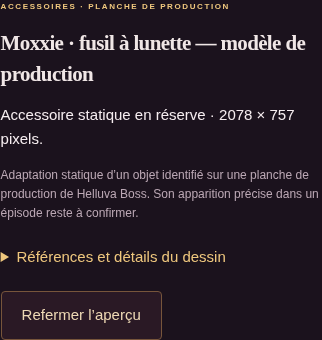 ACCESSOIRES · PLANCHE DE PRODUCTION
Moxxie · fusil à lunette — modèle de
production
Accessoire statique en réserve · 2078 × 757
pixels.
Adaptation statique d’un objet identifié sur une planche de
production de Helluva Boss. Son apparition précise dans un
épisode reste à confirmer.
Références et détails du dessin
Refermer l’aperçu